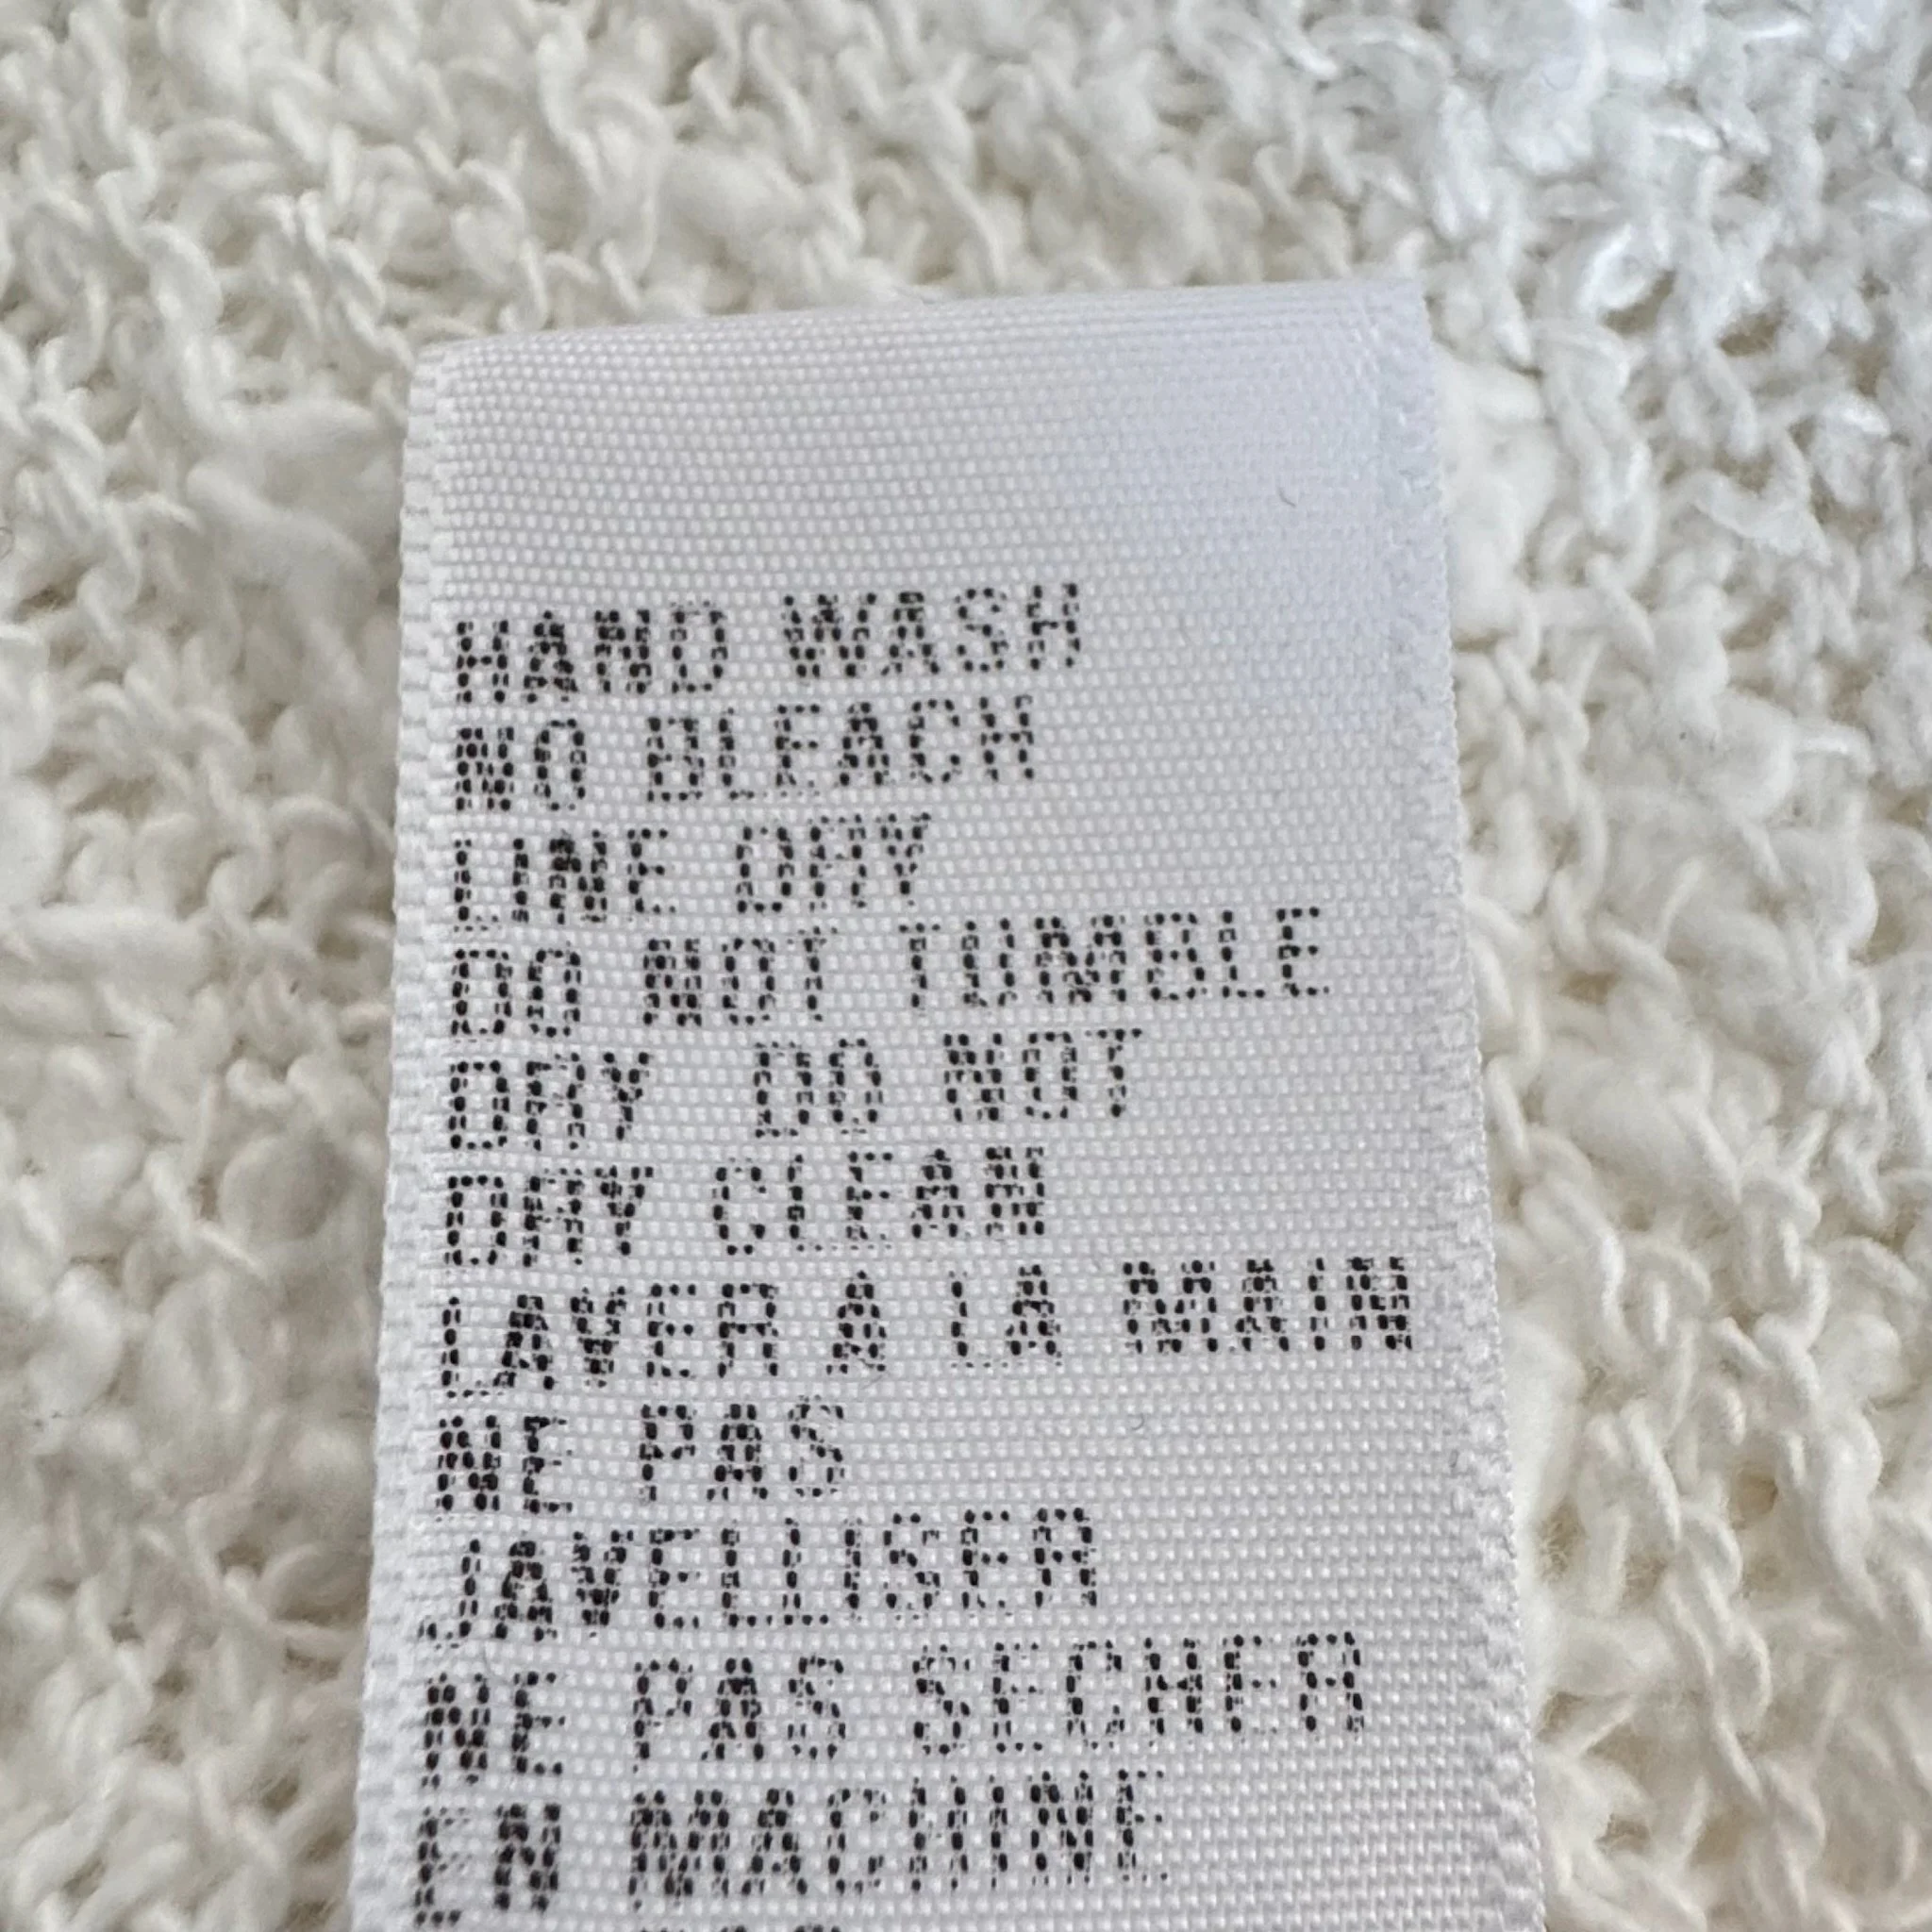 HAND WASH
NO BLEACH
LINE DRY
DO NOT TUMBLE
DRY DO NOT
DRY CLEAN
LAVER A LA MAIN
NE PAS
JAVELLISER
NE PAS SECHER
EN MACHINE